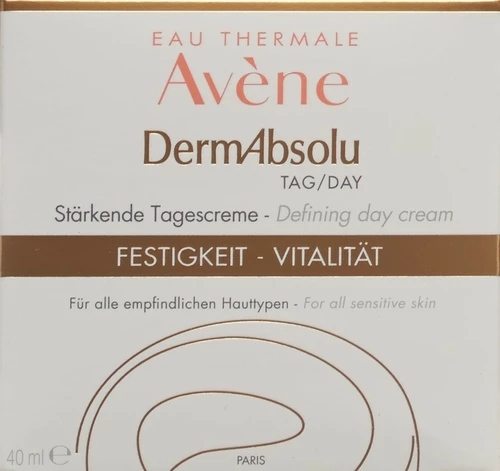 EAU THERMALE
Avène
DermAbsolu
TAG/DAY
Stärkende Tagescreme - Defining day cream
FESTIGKEIT - VITALITÄT
Für alle empfindlichen Hauttypen - For all sensitive skin
40 ml ℮
PARIS